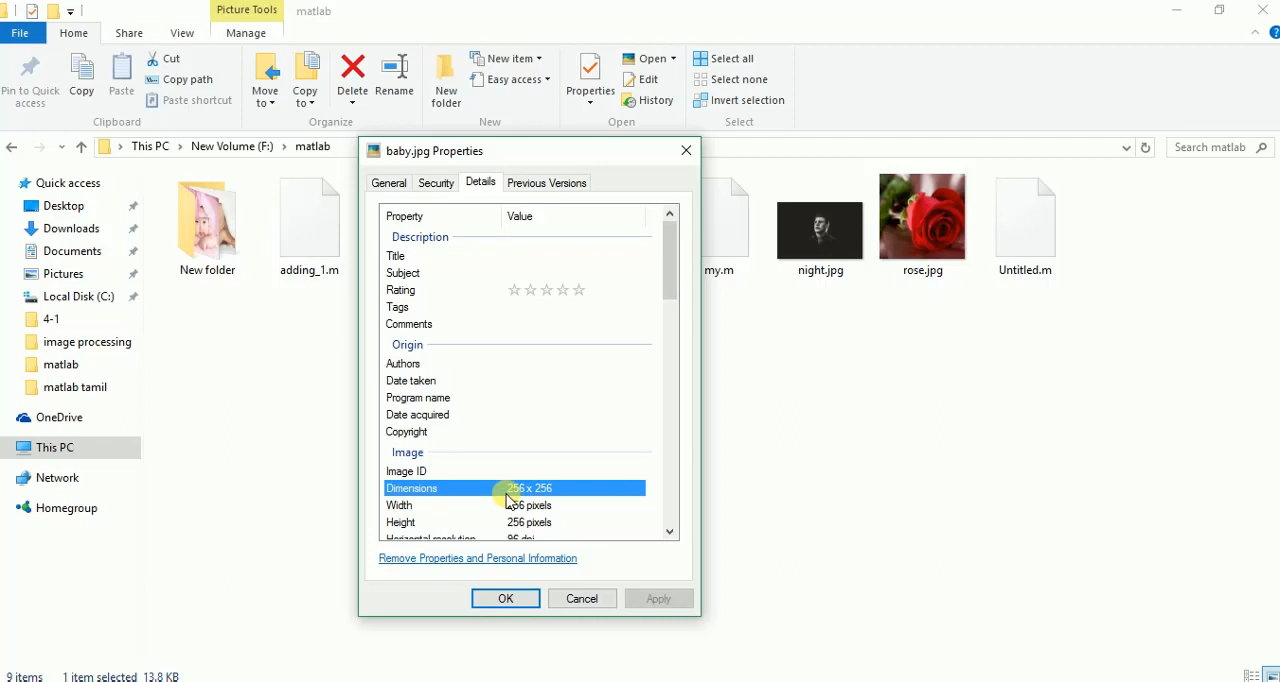 Picture Tools
matlab
File
Home
Share
View
Manage
Pin to Quick
access
Copy
Paste
Cut
Copy path
Paste shortcut
Clipboard
Move
to
Copy
to
Delete
Rename
Organize
New
folder
New item
Easy access
New
Properties
Open
Edit
History
Open
Select all
Select none
Invert selection
Select
This PC
New Volume (F:)
matlab
Search matlab
Quick access
Desktop
Downloads
Documents
Pictures
Local Disk (C:)
4-1
image processing
matlab
matlab tamil
OneDrive
This PC
Network
Homegroup
New folder
adding_1.m
my.m
night.jpg
rose.jpg
Untitled.m
baby.jpg Properties
General
Security
Details
Previous Versions
Property Value
Description
Title
Subject
Rating
Tags
Comments
Origin
Authors
Date taken
Program name
Date acquired
Copyright
Image
Image ID
Dimensions 256 x 256
Width 256 pixels
Height 256 pixels
Horizontal resolution 96 dpi
Remove Properties and Personal Information
OK
Cancel
Apply
9 items 1 item selected 13.8 KB